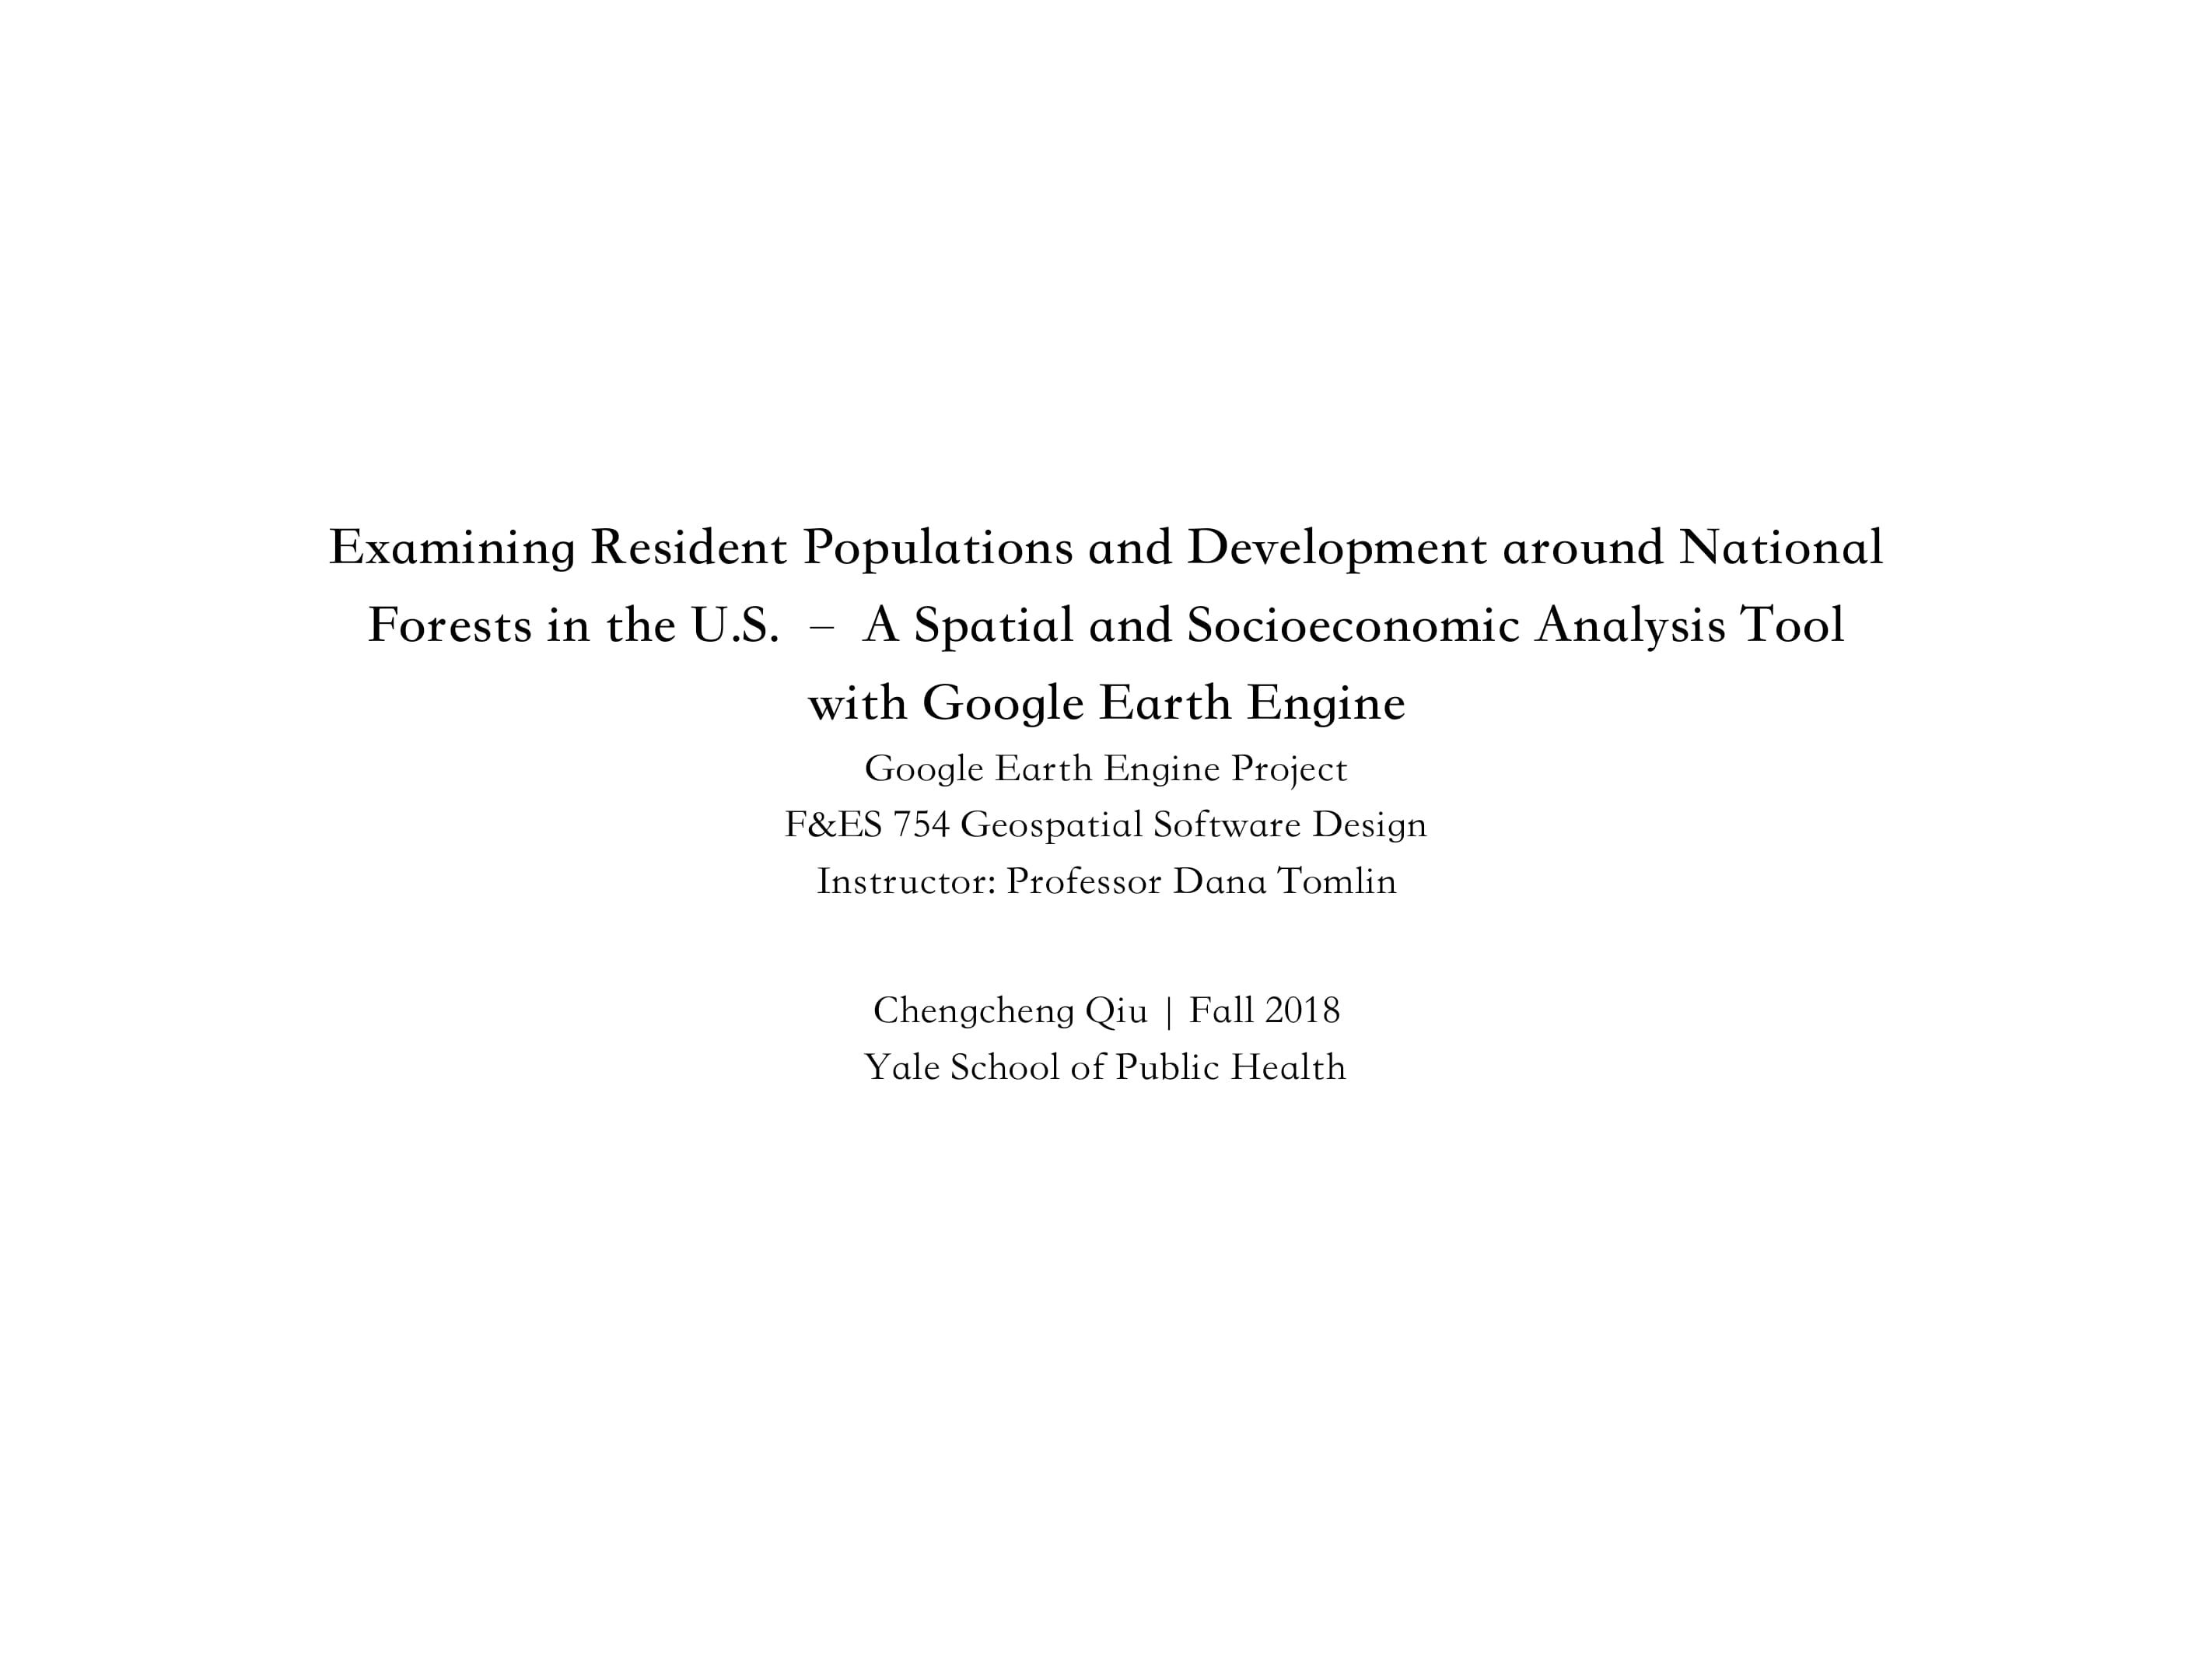 Examining Resident Populations and Development around National
Forests in the U.S. – A Spatial and Socioeconomic Analysis Tool
with Google Earth Engine
Google Earth Engine Project
F&ES 754 Geospatial Software Design
Instructor: Professor Dana Tomlin
Chengcheng Qiu | Fall 2018
Yale School of Public Health